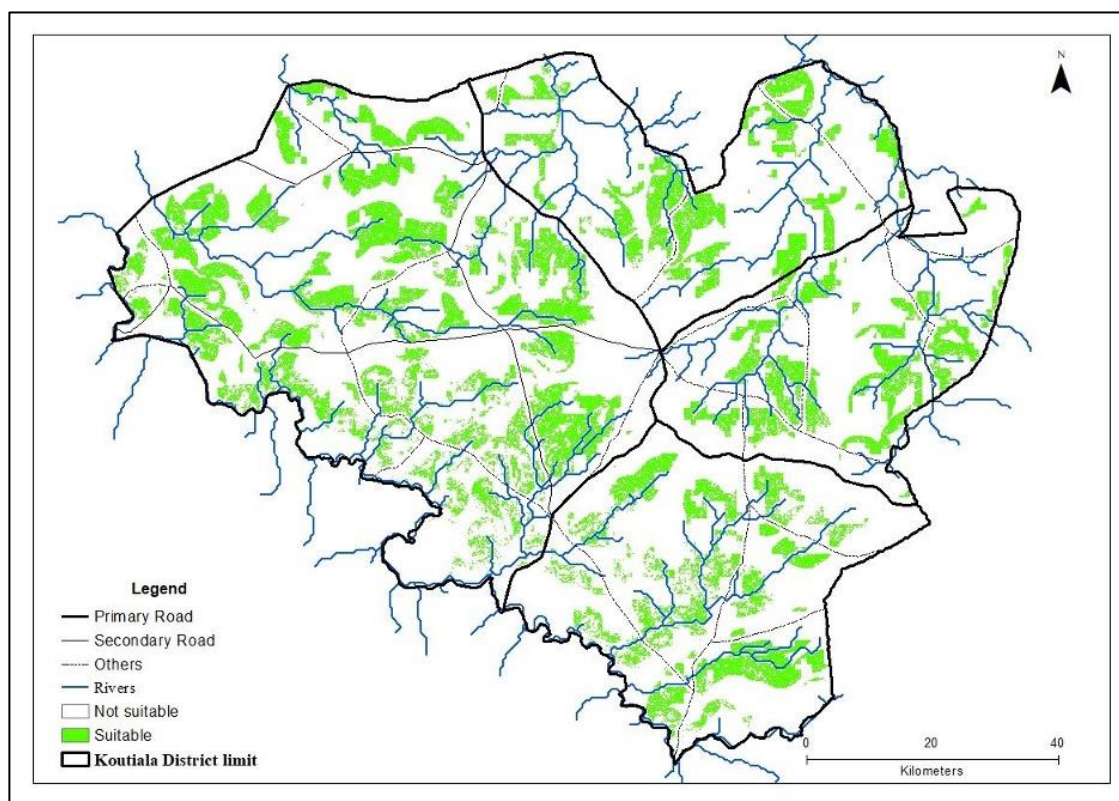 N
Legend
Primary Road
Secondary Road
Others
Rivers
Not suitable
Suitable
Koutiala District limit
0 20 40
Kilometers